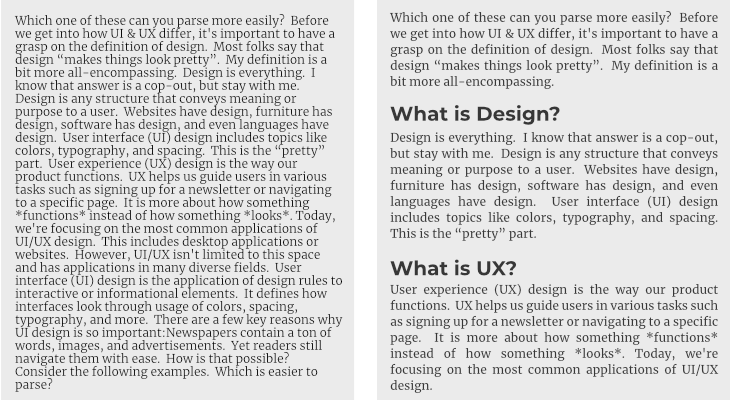 Which one of these can you parse more easily?  Before
we get into how UI & UX differ, it's important to have a
grasp on the definition of design.  Most folks say that
design “makes things look pretty”.  My definition is a
bit more all-encompassing.  Design is everything.  I
know that answer is a cop-out, but stay with me.
Design is any structure that conveys meaning or
purpose to a user.  Websites have design, furniture has
design, software has design, and even languages have
design.  User interface (UI) design includes topics like
colors, typography, and spacing.  This is the “pretty”
part.  User experience (UX) design is the way our
product functions.  UX helps us guide users in various
tasks such as signing up for a newsletter or navigating
to a specific page.  It is more about how something
*functions* instead of how something *looks*. Today,
we're focusing on the most common applications of
UI/UX design.  This includes desktop applications or
websites.  However, UI/UX isn't limited to this space
and has applications in many diverse fields.  User
interface (UI) design is the application of design rules to
interactive or informational elements.  It defines how
interfaces look through usage of colors, spacing,
typography, and more.  There are a few key reasons why
UI design is so important:Newspapers contain a ton of
words, images, and advertisements.  Yet readers still
navigate them with ease.  How is that possible?
Consider the following examples.  Which is easier to
parse?
Which one of these can you parse more easily?  Before
we get into how UI & UX differ, it's important to have a
grasp on the definition of design.  Most folks say that
design “makes things look pretty”.  My definition is a
bit more all-encompassing.
What is Design?
Design is everything.  I know that answer is a cop-out,
but stay with me.  Design is any structure that conveys
meaning or purpose to a user.  Websites have design,
furniture has design, software has design, and even
languages have design.  User interface (UI) design
includes topics like colors, typography, and spacing.
This is the “pretty” part.
What is UX?
User experience (UX) design is the way our product
functions.  UX helps us guide users in various tasks such
as signing up for a newsletter or navigating to a specific
page.  It is more about how something *functions*
instead of how something *looks*.  Today, we're
focusing on the most common applications of UI/UX
design.